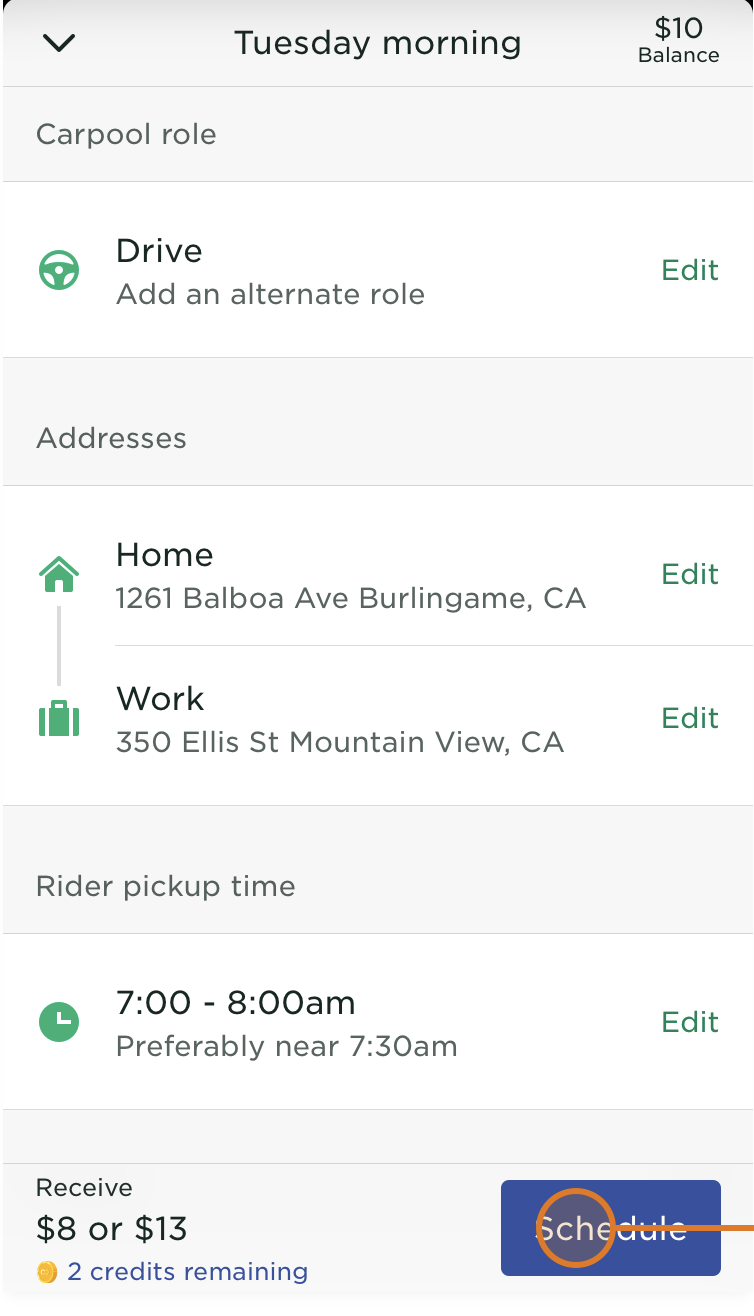 Tuesday morning
$10
Balance
Carpool role
Drive
Add an alternate role
Edit
Addresses
Home
1261 Balboa Ave Burlingame, CA
Edit
Work
350 Ellis St Mountain View, CA
Edit
Rider pickup time
7:00 - 8:00am
Preferably near 7:30am
Edit
Receive
$8 or $13
2 credits remaining
Schedule